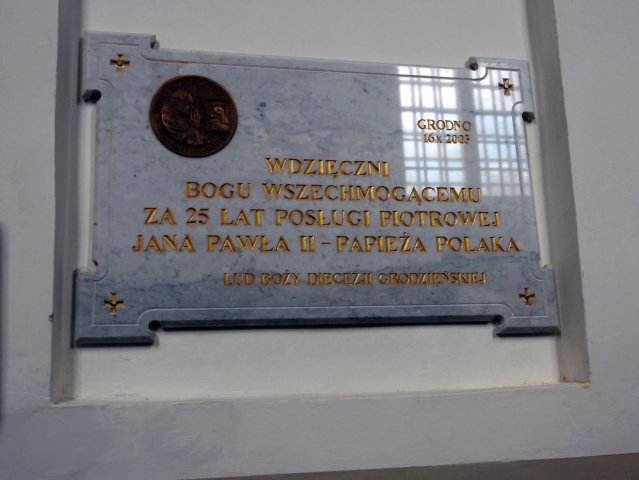 GRODNO
16 X 2003
WDZIĘCZNI
BOGU WSZECHMOGĄCEMU
ZA 25 LAT POSŁUGI PIOTROWEJ
JANA PAWŁA II – PAPIEŻA POLAKA
LUD BOŻY DIECEZJI GRODZIEŃSKIEJ